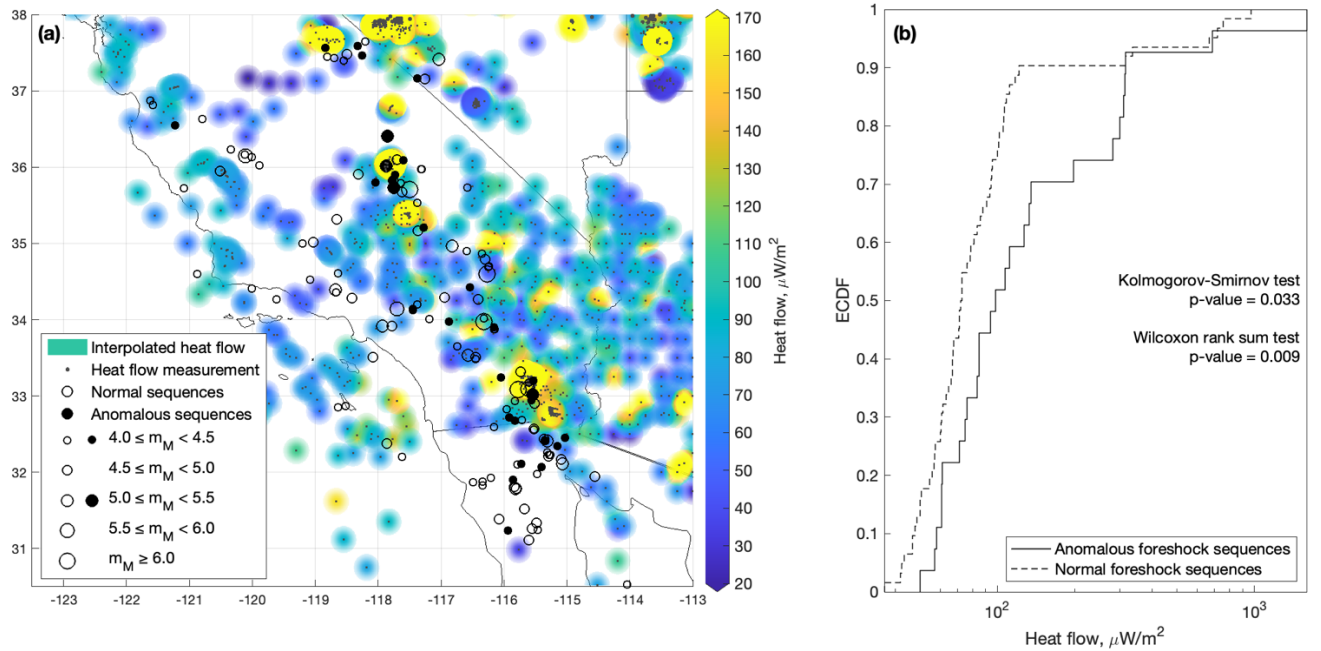 (a)
38
37
36
35
34
33
32
31
-123
-122
-121
-120
-119
-118
-117
-116
-115
-114
-113
Interpolated heat flow
Heat flow measurement
Normal sequences
Anomalous sequences
4.0 ≤ m_M < 4.5
4.5 ≤ m_M < 5.0
5.0 ≤ m_M < 5.5
5.5 ≤ m_M < 6.0
m_M ≥ 6.0
170
160
150
140
130
120
110
100
90
80
70
60
50
40
30
20
Heat flow, μW/m²
(b)
1
0.9
0.8
0.7
0.6
0.5
0.4
0.3
0.2
0.1
0
ECDF
Kolmogorov-Smirnov test
p-value = 0.033
Wilcoxon rank sum test
p-value = 0.009
Anomalous foreshock sequences
Normal foreshock sequences
10²
10³
Heat flow, μW/m²